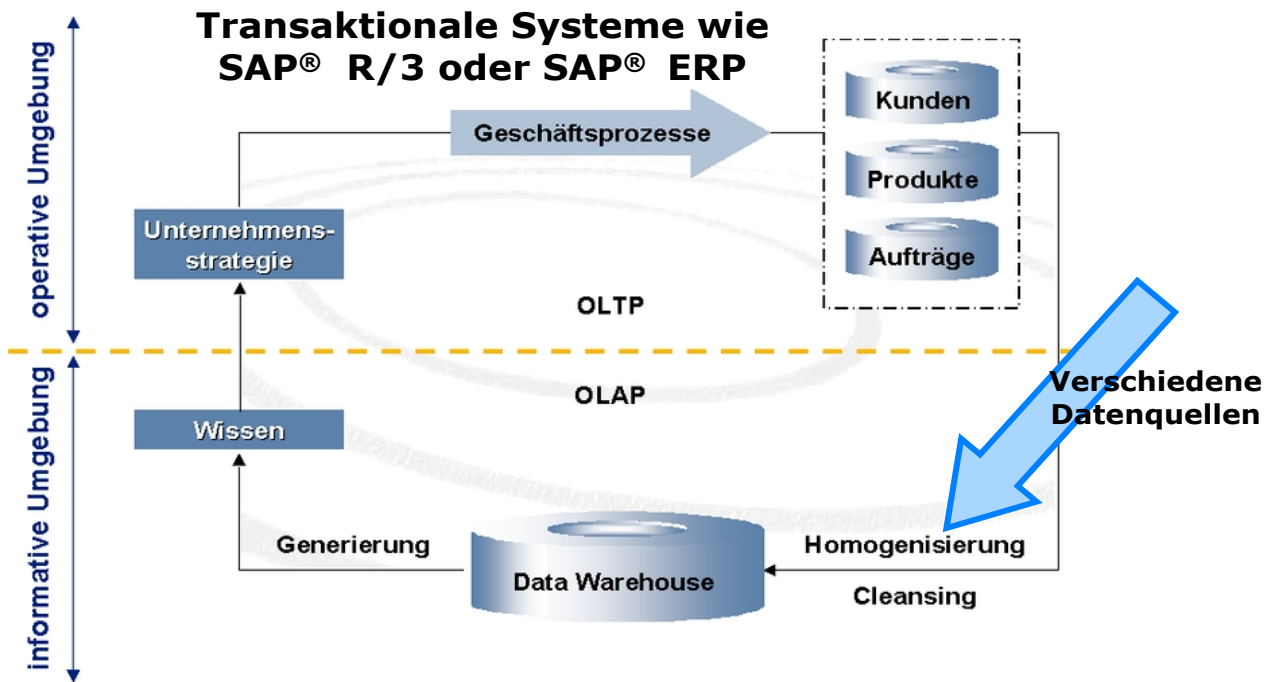 Transaktionale Systeme wie
SAP® R/3 oder SAP® ERP
operative Umgebung
Geschäftsprozesse
Kunden
Produkte
Aufträge
Unternehmens-
strategie
OLTP
OLAP
Verschiedene
Datenquellen
informative Umgebung
Wissen
Generierung
Data Warehouse
Homogenisierung
Cleansing